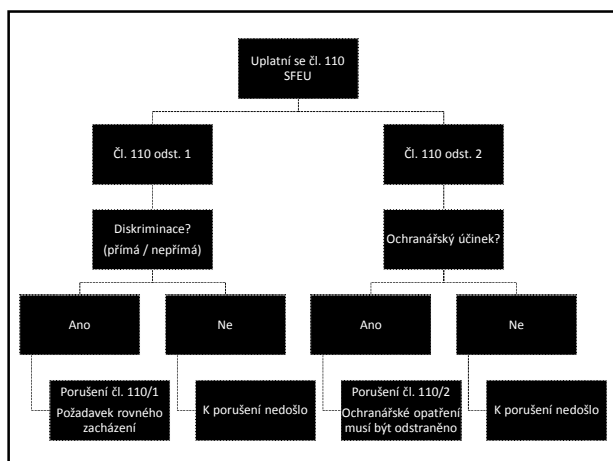 Uplatní se čl. 110
SFEU
Čl. 110 odst. 1
Čl. 110 odst. 2
Diskriminace?
(přímá / nepřímá)
Ochranářský účinek?
Ano
Ne
Ano
Ne
Porušení čl. 110/1
Požadavek rovného
zacházení
K porušení nedošlo
Porušení čl. 110/2
Ochranářské opatření
musí být odstraněno
K porušení nedošlo